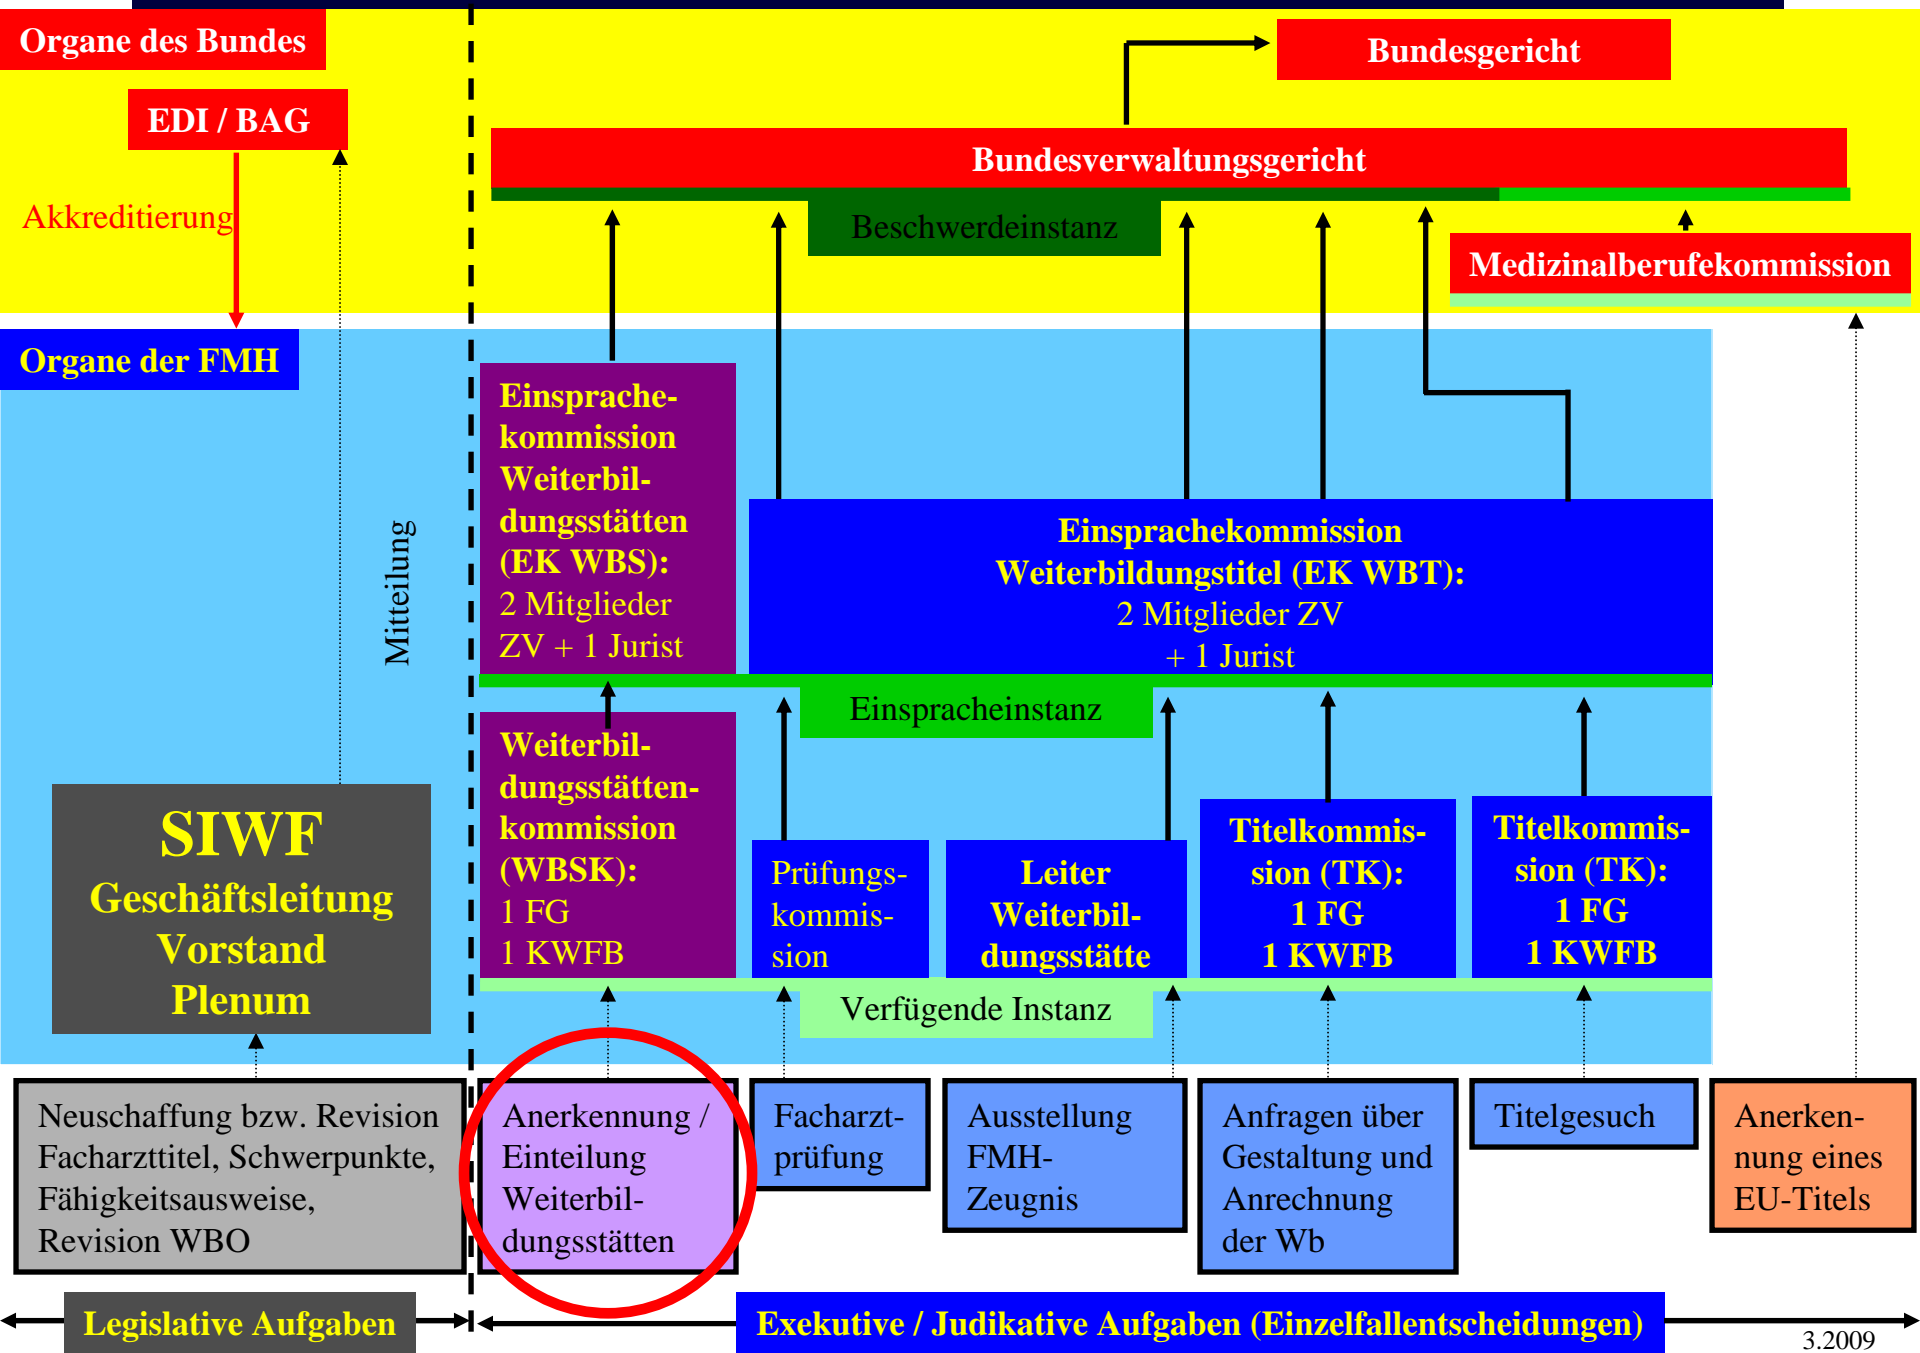 Organe des Bundes
Bundesgericht
EDI / BAG
Bundesverwaltungsgericht
Akkreditierung
Beschwerdeinstanz
Medizinalberufekommission
Organe der FMH
Einsprache-
kommission
Weiterbil-
dungsstätten
(EK WBS):
2 Mitglieder
ZV + 1 Jurist
Mitteilung
Einsprachekommission
Weiterbildungstitel (EK WBT):
2 Mitglieder ZV
+ 1 Jurist
Einspracheinstanz
SIWF
Geschäftsleitung
Vorstand
Plenum
Weiterbil-
dungsstätten-
kommission
(WBSK):
1 FG
1 KWFB
Prüfungs-
kommis-
sion
Leiter
Weiterbil-
dungsstätte
Titelkommis-
sion (TK):
1 FG
1 KWFB
Titelkommis-
sion (TK):
1 FG
1 KWFB
Verfügende Instanz
Neuschaffung bzw. Revision
Facharzttitel, Schwerpunkte,
Fähigkeitsausweise,
Revision WBO
Anerkennung /
Einteilung
Weiterbil-
dungsstätten
Facharzt-
prüfung
Ausstellung
FMH-
Zeugnis
Anfragen über
Gestaltung und
Anrechnung
der Wb
Titelgesuch
Anerken-
nung eines
EU-Titels
Legislative Aufgaben
Exekutive / Judikative Aufgaben (Einzelfallentscheidungen)
3.2009